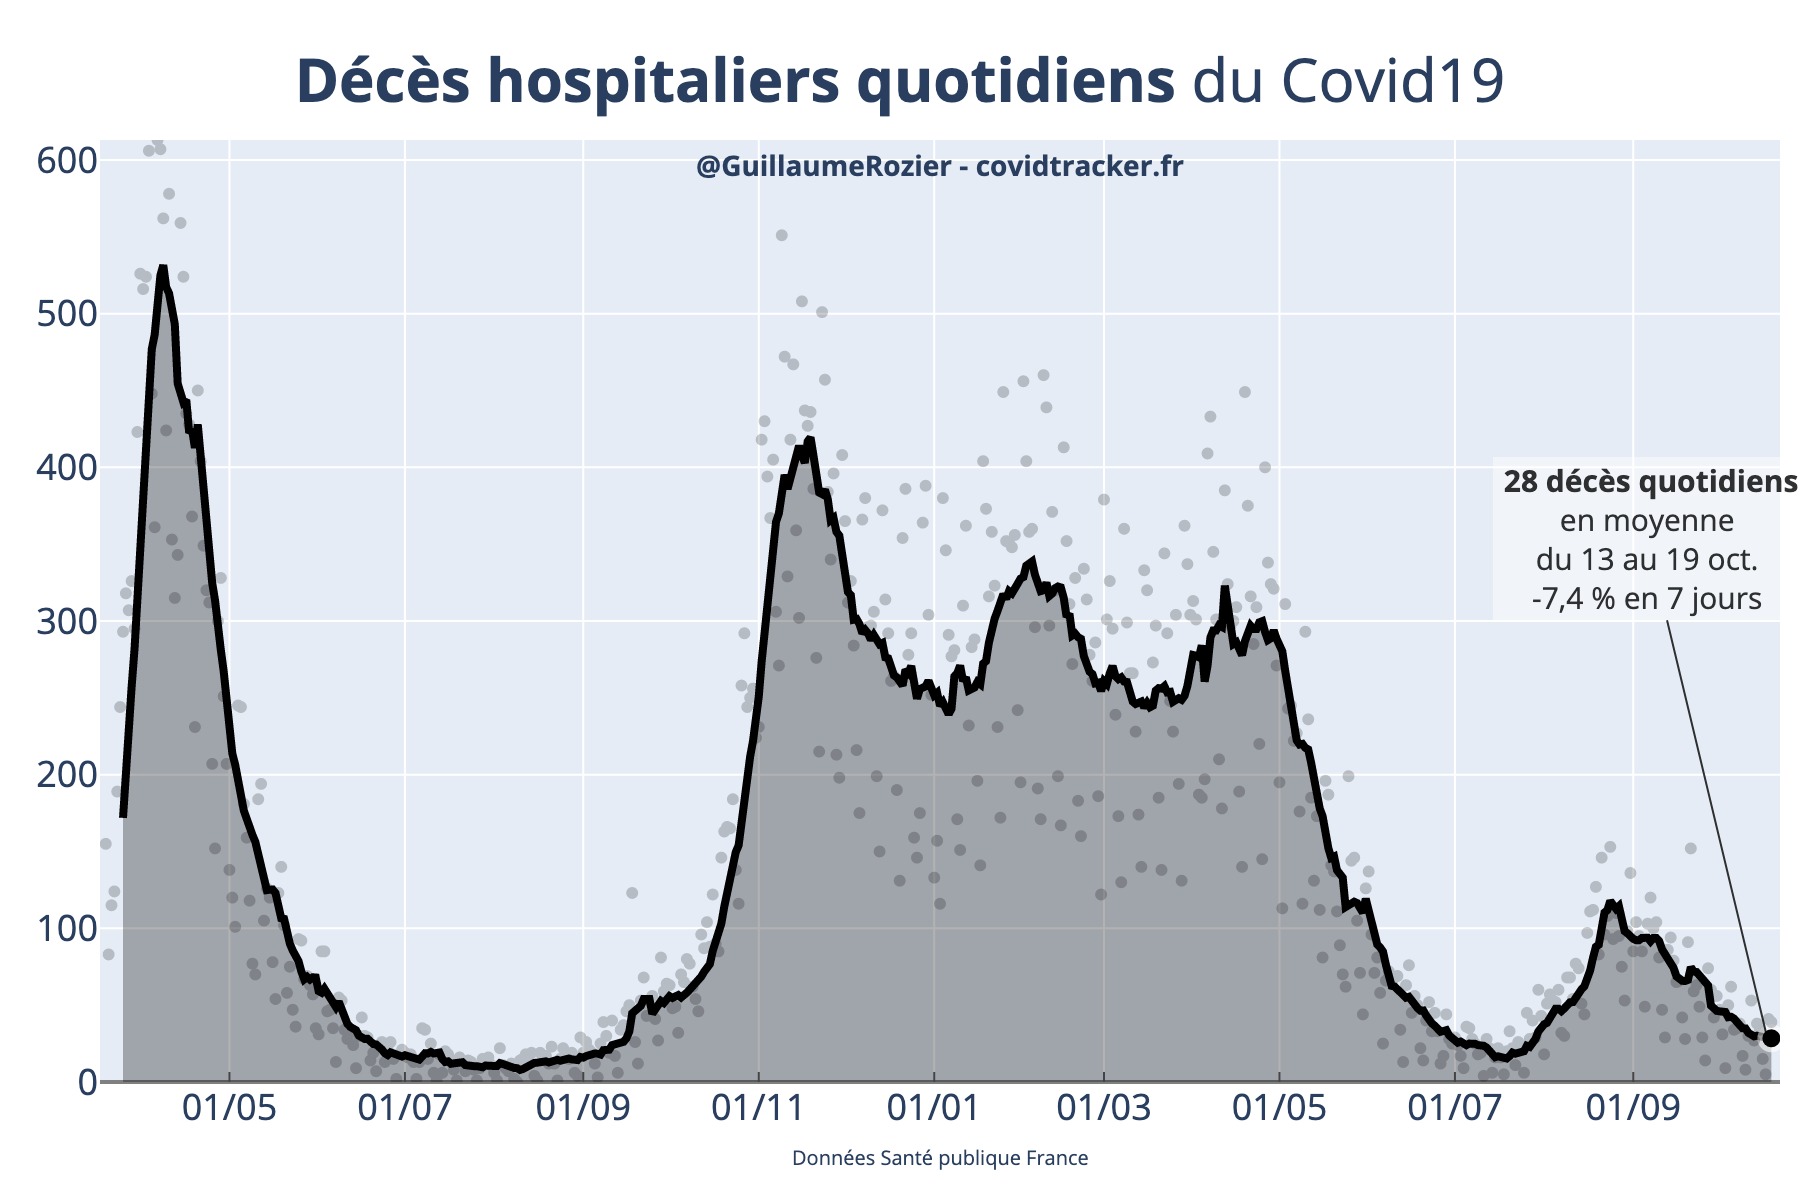 Décès hospitaliers quotidiens du Covid19
@GuillaumeRozier - covidtracker.fr
600
500
400
300
200
100
0
28 décès quotidiens
en moyenne
du 13 au 19 oct.
-7,4 % en 7 jours
01/05 01/07 01/09 01/11 01/01 01/03 01/05 01/07 01/09
Données Santé publique France